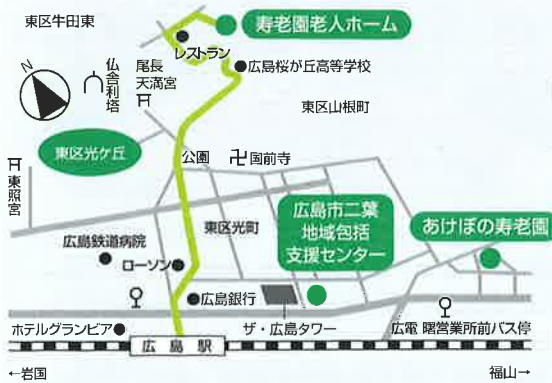 東区牛田東
寿老園老人ホーム
レストラン
N
仏舎利塔
尾長
天満宮
広島桜が丘高等学校
東区山根町
東区光ケ丘
公園
国前寺
東照宮
東区光町
広島市二葉
地域包括
支援センター
あけぼの寿老園
広島鉄道病院
ローソン
広島銀行
ホテルグランビア
ザ・広島タワー
広電 曙営業所前バス停
広島駅
←岩国
福山→